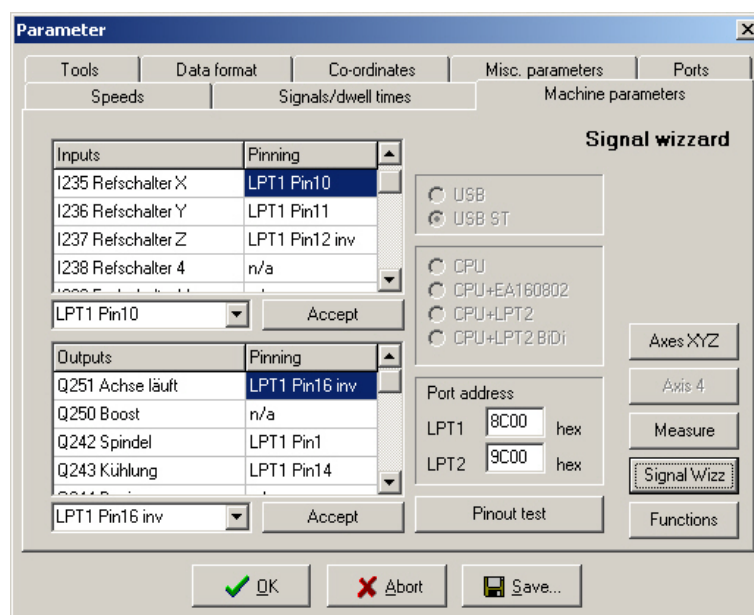 Parameter
Tools Data format Co-ordinates Misc. parameters Ports
Speeds Signals/dwell times Machine parameters
Signal wizzard
Inputs Pinning
I235 Refschalter X LPT1 Pin10
I236 Refschalter Y LPT1 Pin11
I237 Refschalter Z LPT1 Pin12 inv
I238 Refschalter 4 n/a
LPT1 Pin10 Accept
Outputs Pinning
Q251 Achse läuft LPT1 Pin16 inv
Q250 Boost n/a
Q242 Spindel LPT1 Pin1
Q243 Kühlung LPT1 Pin14
LPT1 Pin16 inv Accept
USB
USB ST
CPU
CPU+EA160802
CPU+LPT2
CPU+LPT2 BiDi
Port address
LPT1 8C00 hex
LPT2 9C00 hex
Pinout test
Axes XYZ
Axis 4
Measure
Signal Wizz
Functions
OK Abort Save...